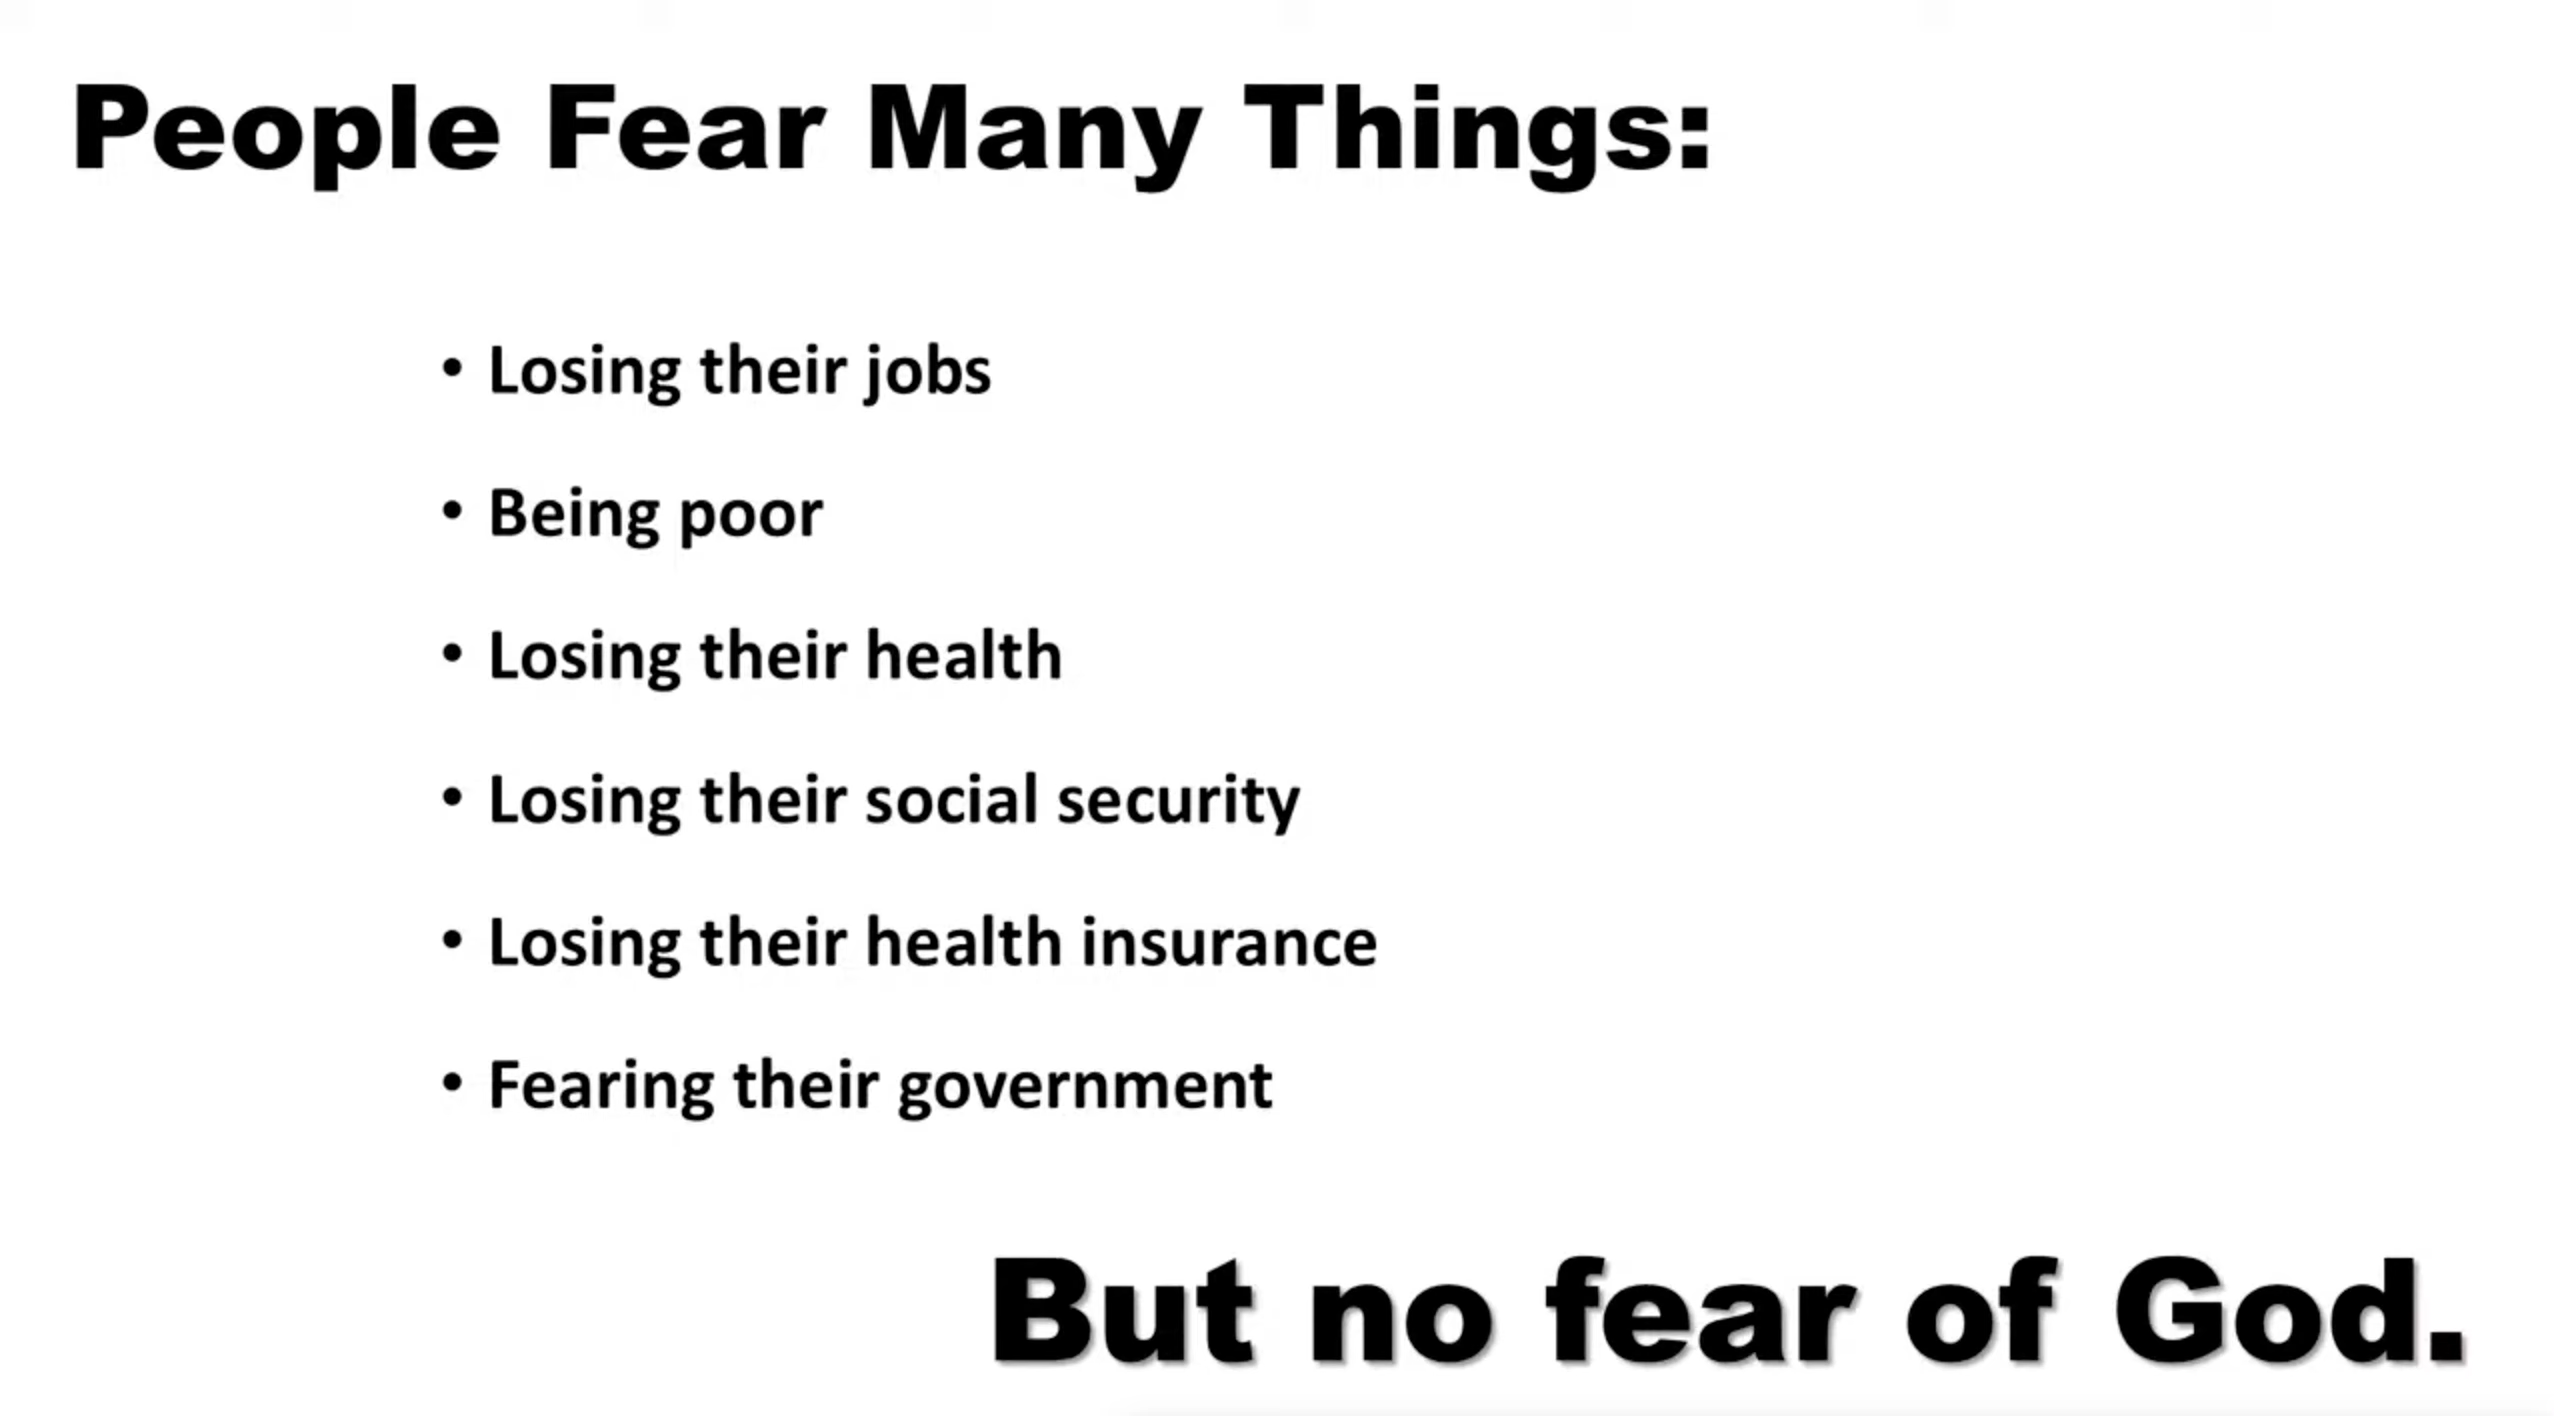 People Fear Many Things:
• Losing their jobs
• Being poor
• Losing their health
• Losing their social security
• Losing their health insurance
• Fearing their government
But no fear of God.